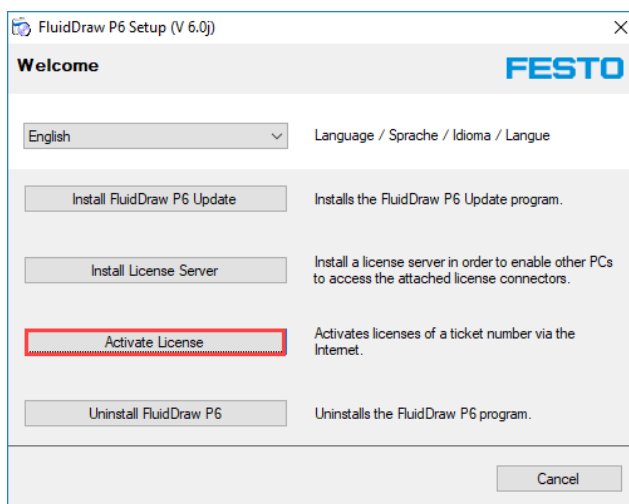 FluidDraw P6 Setup (V 6.0j)
Welcome
FESTO
English
Language / Sprache / Idioma / Langue
Install FluidDraw P6 Update
Installs the FluidDraw P6 Update program.
Install License Server
Install a license server in order to enable other PCs
to access the attached license connectors.
Activate License
Activates licenses of a ticket number via the
Internet.
Uninstall FluidDraw P6
Uninstalls the FluidDraw P6 program.
Cancel